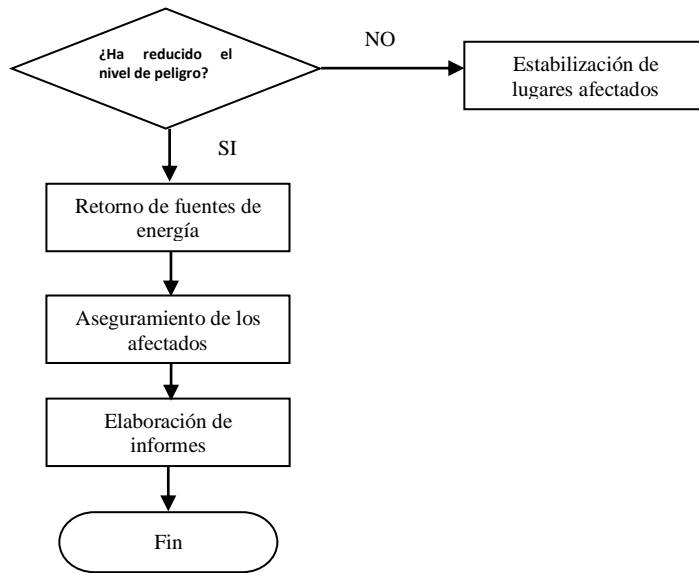 ¿Ha reducido el
nivel de peligro?
NO
Estabilización de
lugares afectados
SI
Retorno de fuentes de
energía
Aseguramiento de los
afectados
Elaboración de
informes
Fin